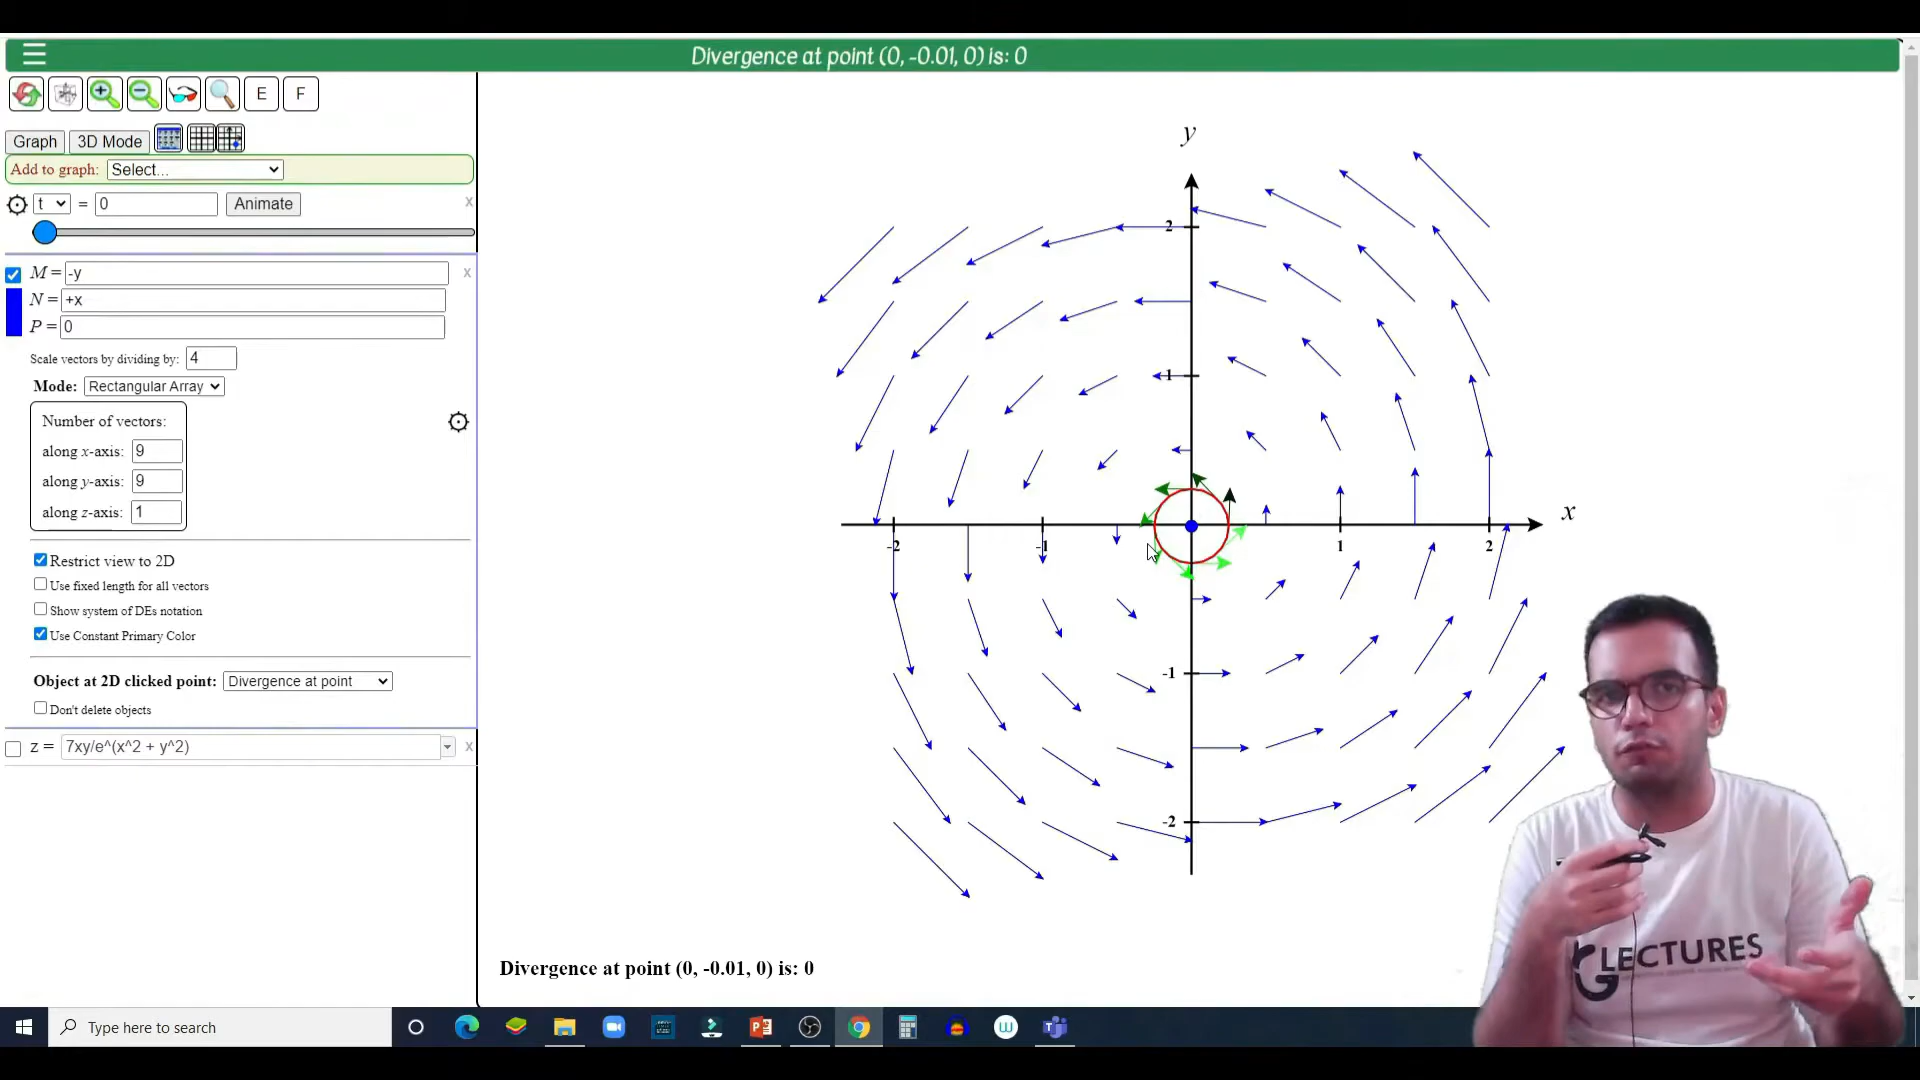 Divergence at point (0, -0.01, 0) is: 0
E F
Graph 3D Mode
Add to graph: Select...
t = 0 Animate x
M = -y x
N = +x
P = 0
Scale vectors by dividing by: 4
Mode: Rectangular Array
Number of vectors:
along x-axis: 9
along y-axis: 9
along z-axis: 1
Restrict view to 2D
Use fixed length for all vectors
Show system of DEs notation
Use Constant Primary Color
Object at 2D clicked point: Divergence at point
Don't delete objects
z = 7xy/e^(x^2 + y^2) x
y
2
1
x
-2 -1 1 2
-1
-2
Divergence at point (0, -0.01, 0) is: 0
G LECTURES
Type here to search